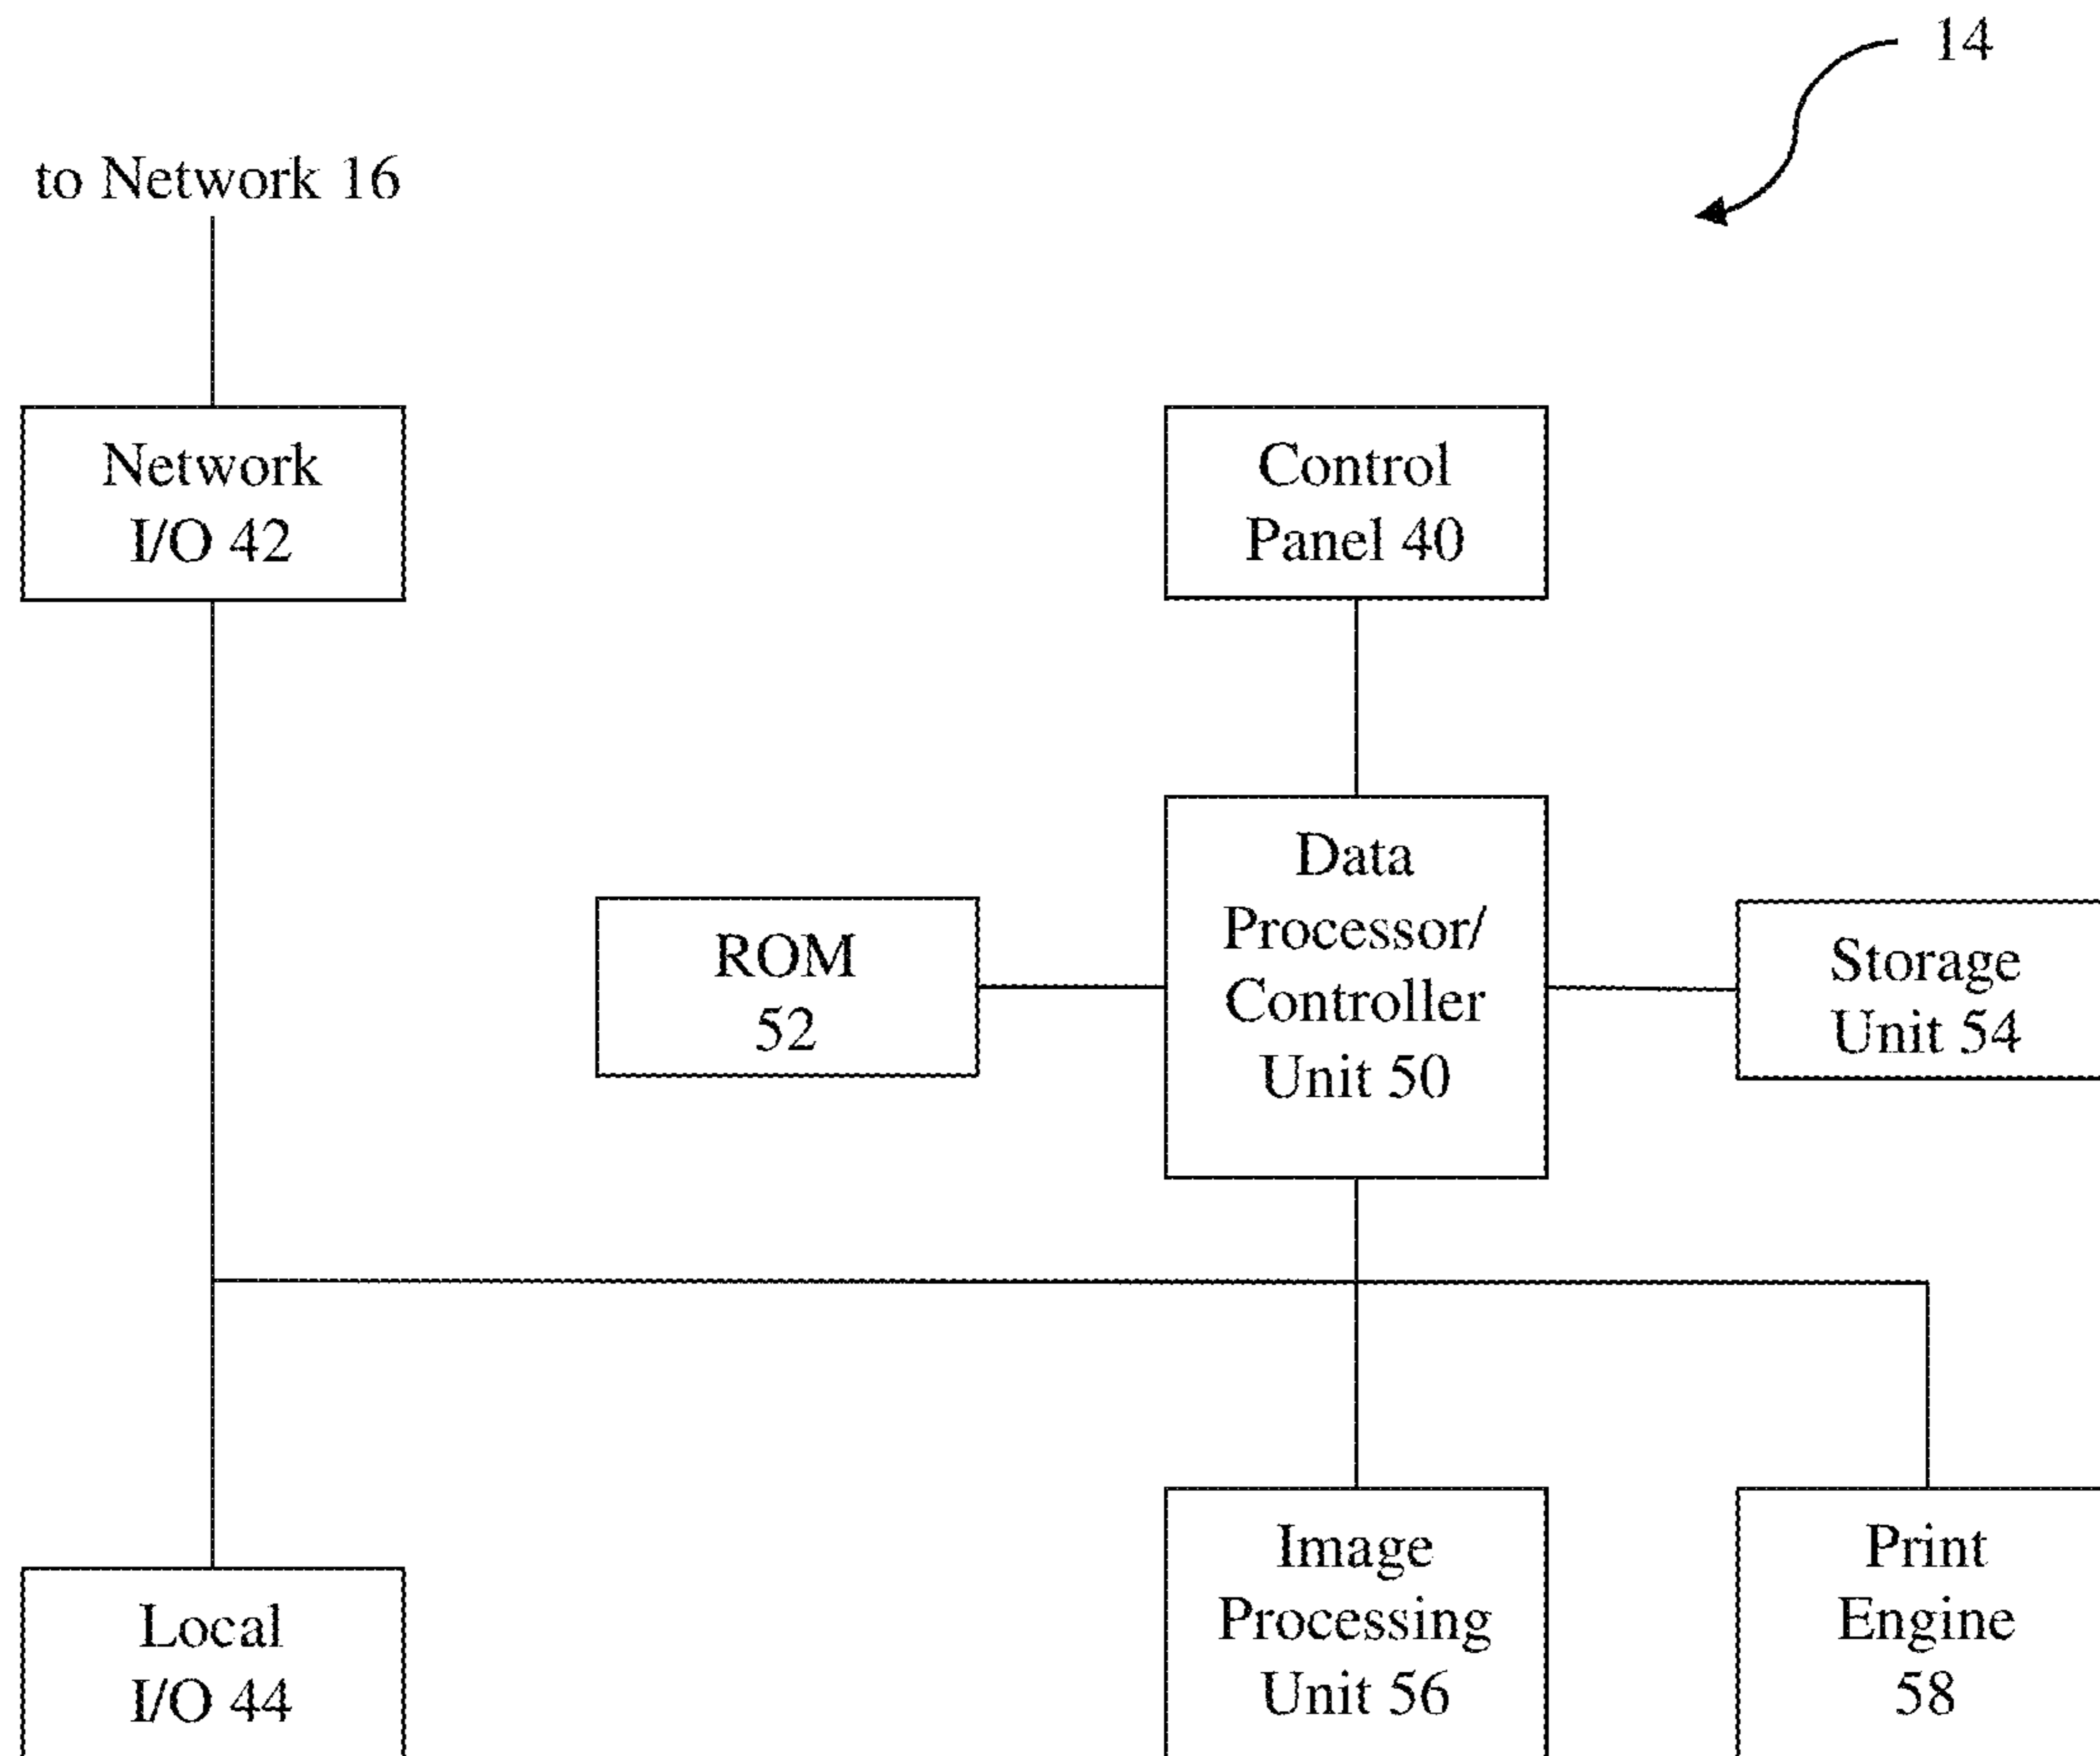 14
to Network 16
Network
I/O 42
Control
Panel 40
Data
Processor/
Controller
Unit 50
ROM
52
Storage
Unit 54
Local
I/O 44
Image
Processing
Unit 56
Print
Engine
58